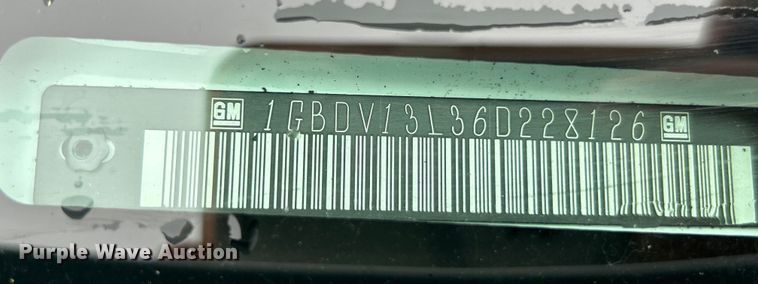 GM 1GBDV13L36D228126 GM
Purple Wave Auction